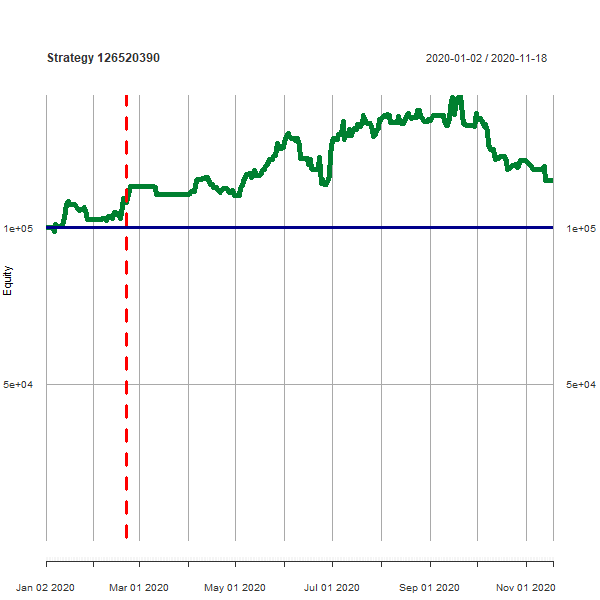 Strategy 126520390
2020-01-02 / 2020-11-18
1e+05
1e+05
Equity
5e+04
5e+04
Jan 02 2020
Mar 01 2020
May 01 2020
Jul 01 2020
Sep 01 2020
Nov 01 2020